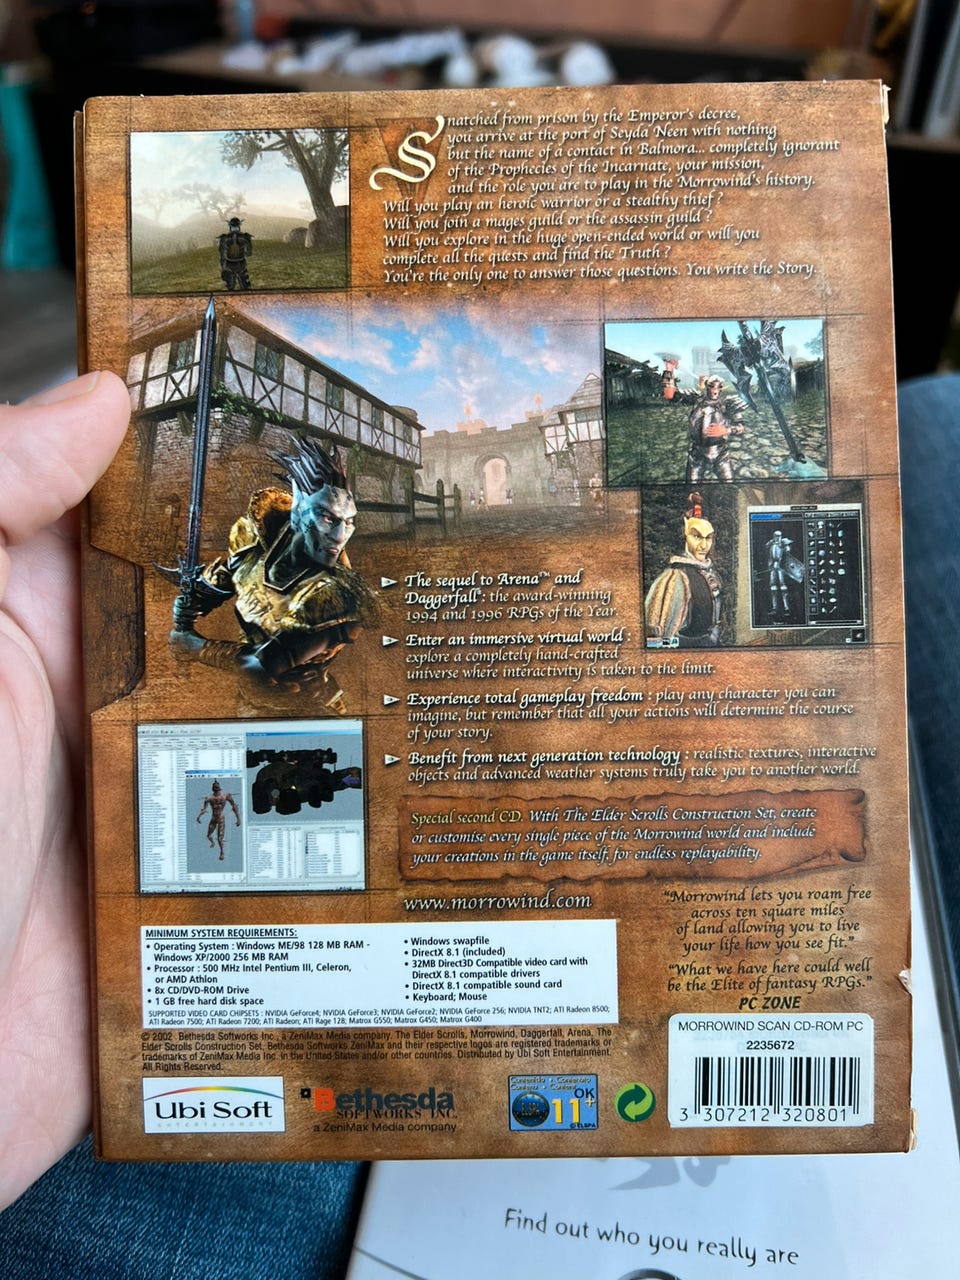 Snatched from prison by the Emperor's decree,
you arrive at the port of Seyda Neen with nothing
but the name of a contact in Balmora... completely ignorant
of the Prophecies of the Incarnate, your mission,
and the role you are to play in the Morrowind's history.
Will you play an heroic warrior or a stealthy thief ?
Will you join a mages guild or the assassin guild ?
Will you explore in the huge open-ended world or will you
complete all the quests and find the Truth ?
You're the only one to answer those questions. You write the Story.
The sequel to Arena™ and
Daggerfall®: the award-winning
1994 and 1996 RPGs of the Year.
Enter an immersive virtual world :
explore a completely hand-crafted
universe where interactivity is taken to the limit.
Experience total gameplay freedom : play any character you can
imagine, but remember that all your actions will determine the course
of your story.
Benefit from next generation technology : realistic textures, interactive
objects and advanced weather systems truly take you to another world.
Special second CD. With The Elder Scrolls Construction Set, create
or customise every single piece of the Morrowind world and include
your creations in the game itself, for endless replayability.
www.morrowind.com
"Morrowind lets you roam free
across ten square miles
of land allowing you to live
your life how you see fit."
"What we have here could well
be the Elite of fantasy RPGs."
PC ZONE
MINIMUM SYSTEM REQUIREMENTS:
• Operating System : Windows ME/98 128 MB RAM -
Windows XP/2000 256 MB RAM
• Processor : 500 MHz Intel Pentium III, Celeron,
or AMD Athlon
• 8x CD/DVD-ROM Drive
• 1 GB free hard disk space
• Windows swapfile
• DirectX 8.1 (included)
• 32MB Direct3D Compatible video card with
DirectX 8.1 compatible drivers
• DirectX 8.1 compatible sound card
• Keyboard; Mouse
SUPPORTED VIDEO CARD CHIPSETS : NVIDIA GeForce4; NVIDIA GeForce3; NVIDIA GeForce2; NVIDIA GeForce 256; NVIDIA TNT2; ATI Radeon 8500;
ATI Radeon 7500; ATI Radeon 7200; ATI Radeon; ATI Rage 128; Matrox G550; Matrox G450; Matrox G400
© 2002 Bethesda Softworks Inc., a ZeniMax Media company. The Elder Scrolls, Morrowind, Daggerfall, Arena, The
Elder Scrolls Construction Set, Bethesda Softworks ZeniMax and their respective logos are registered trademarks or
trademarks of ZeniMax Media Inc. in the United States and/or other countries. Distributed by Ubi Soft Entertainment.
All Rights Reserved.
MORROWIND SCAN CD-ROM PC
2235672
3 307212 320801
Ubi Soft
ENTERTAINMENT
Bethesda
SOFTWORKS INC.
a ZeniMax Media company
Contenido • Contenuto
OK
11+
© ELSPA
Find out who you really are